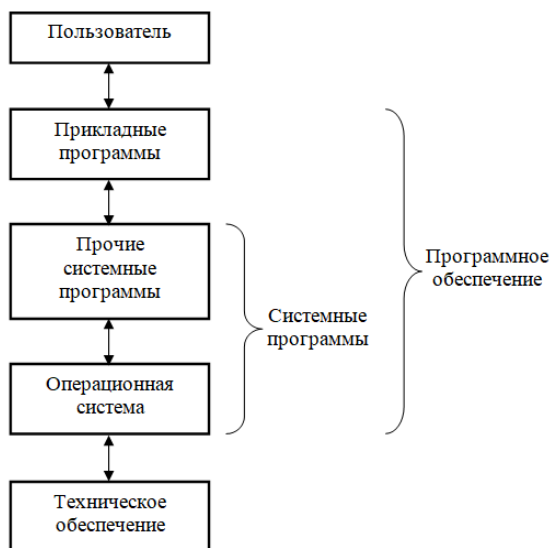 Пользователь
Прикладные
программы
Прочие
системные
программы
Операционная
система
Техническое
обеспечение
Системные
программы
Программное
обеспечение